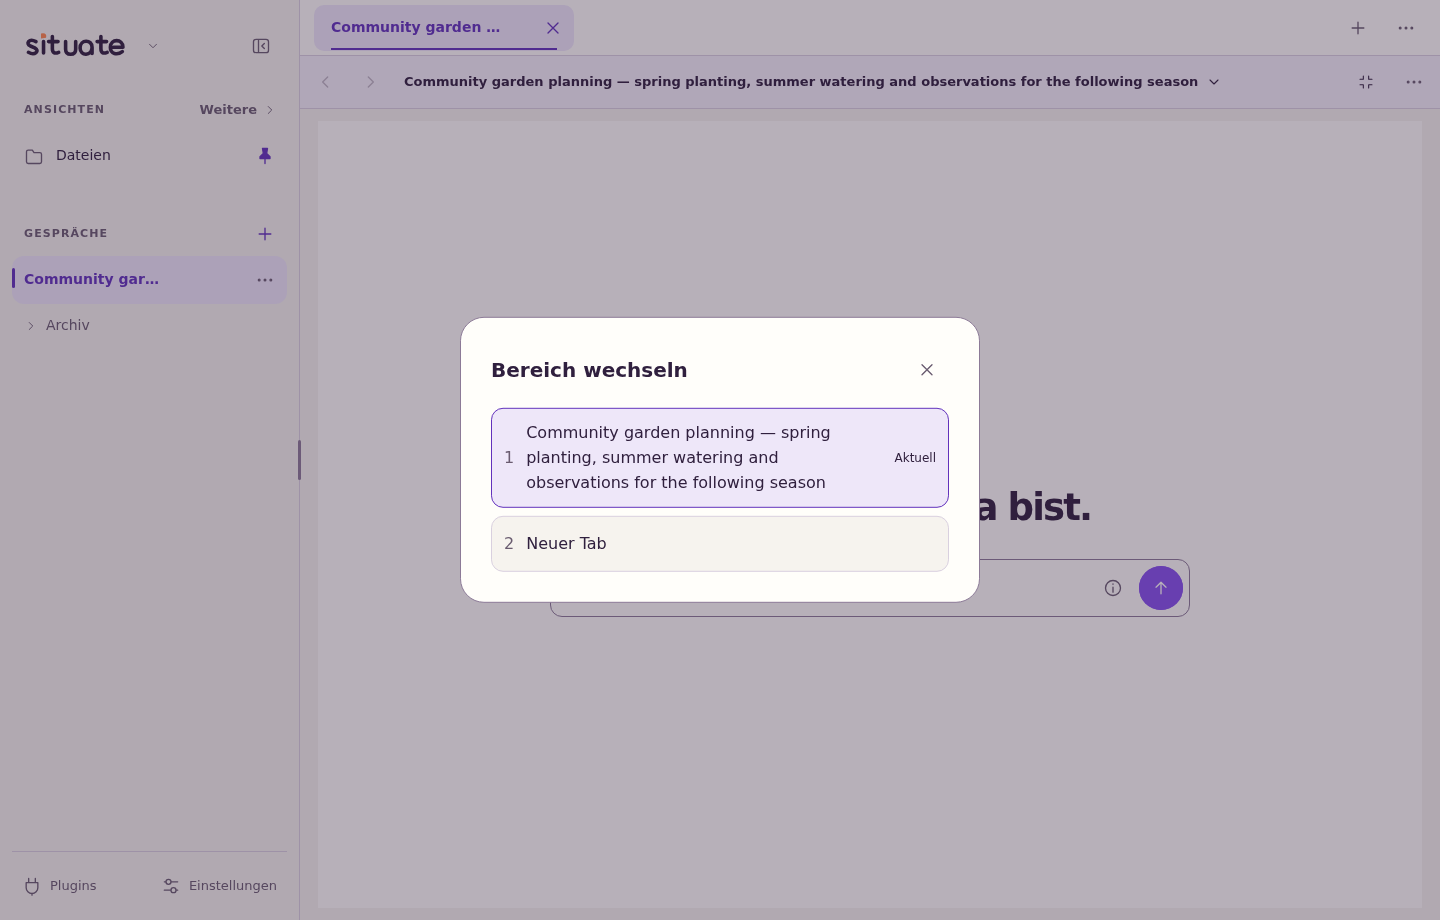 situate
ANSICHTEN
Weitere
Dateien
GESPRÄCHE
Community gar…
Archiv
Plugins
Einstellungen
Community garden …
Community garden planning — spring planting, summer watering and observations for the following season
a bist.
Bereich wechseln
1
Community garden planning — spring
planting, summer watering and
observations for the following season
Aktuell
2 Neuer Tab